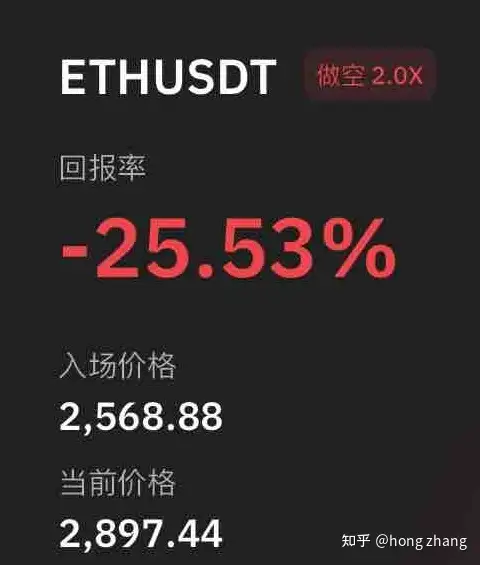 ETHUSDT 做空 2.0X
回报率
-25.53%
入场价格
2,568.88
当前价格
2,897.44
知乎 @hong zhang